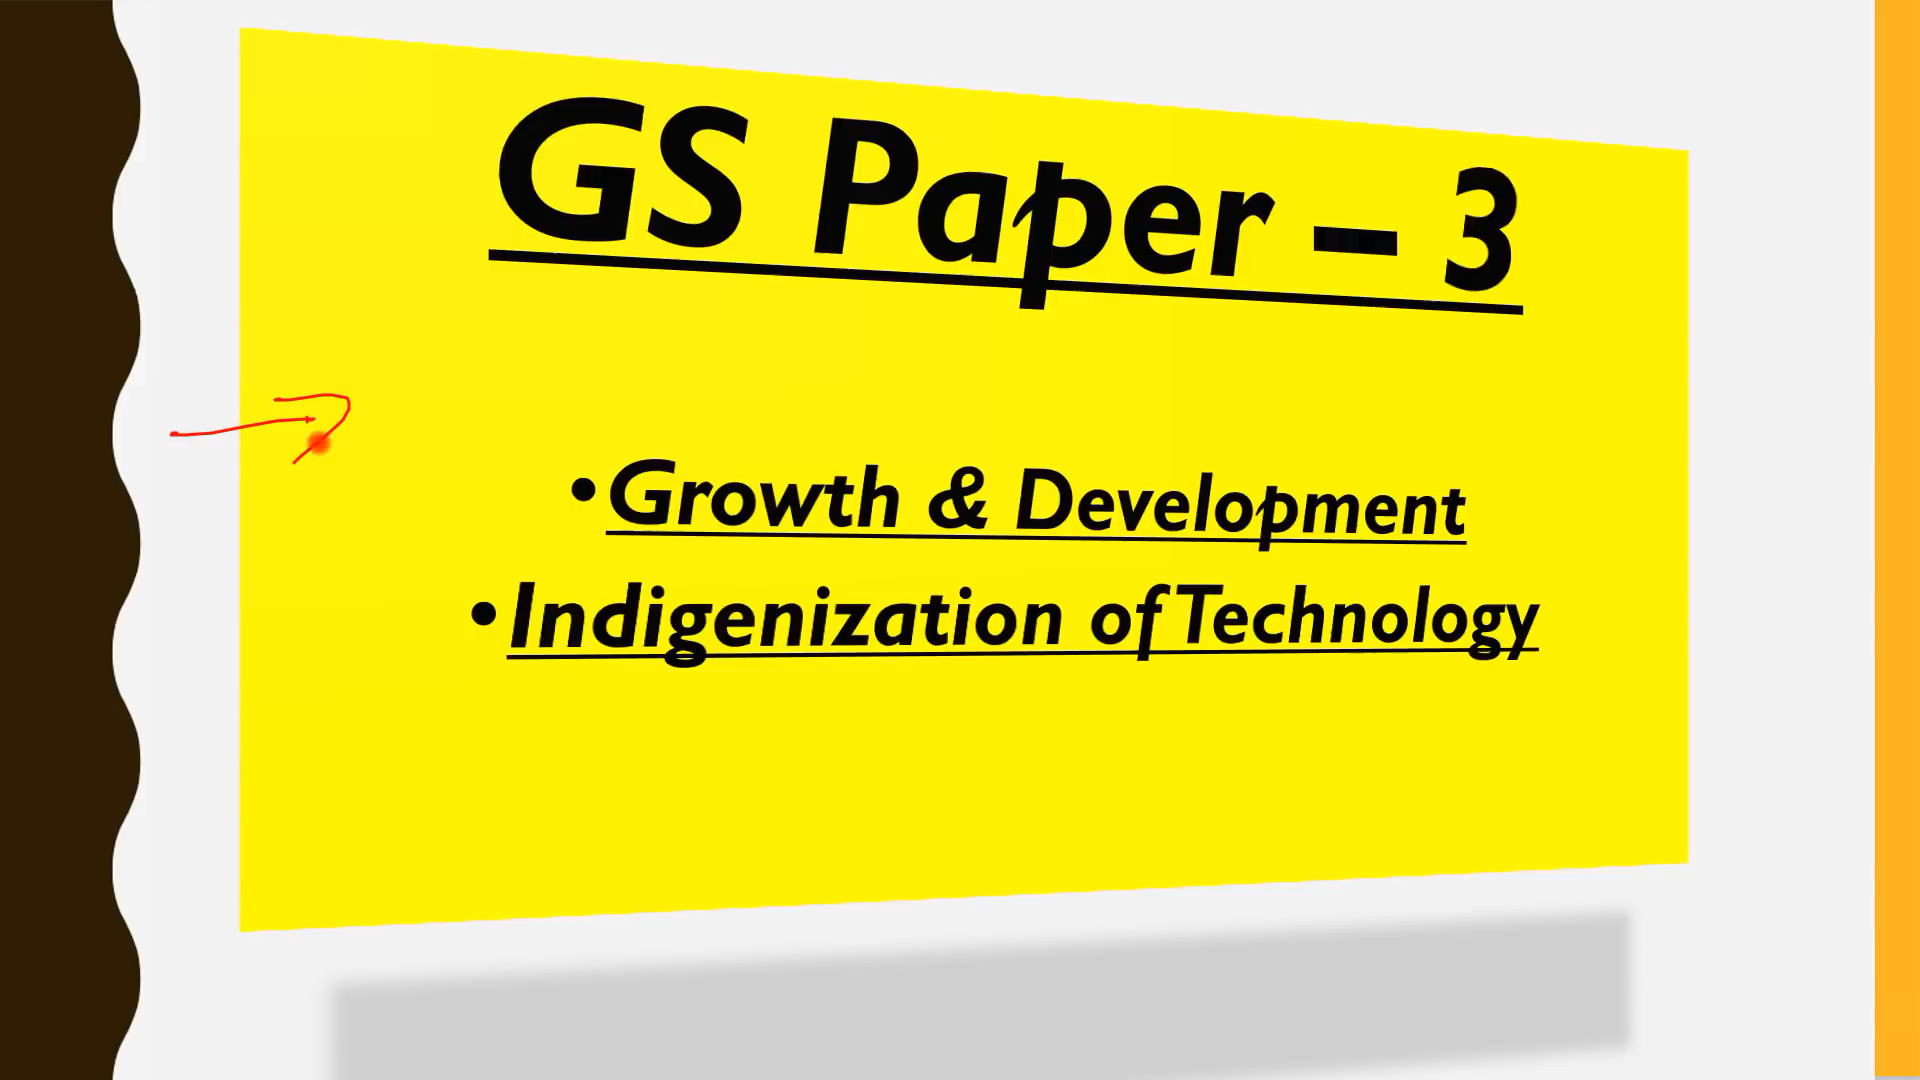 GS Paper – 3
•Growth & Development
•Indigenization of Technology